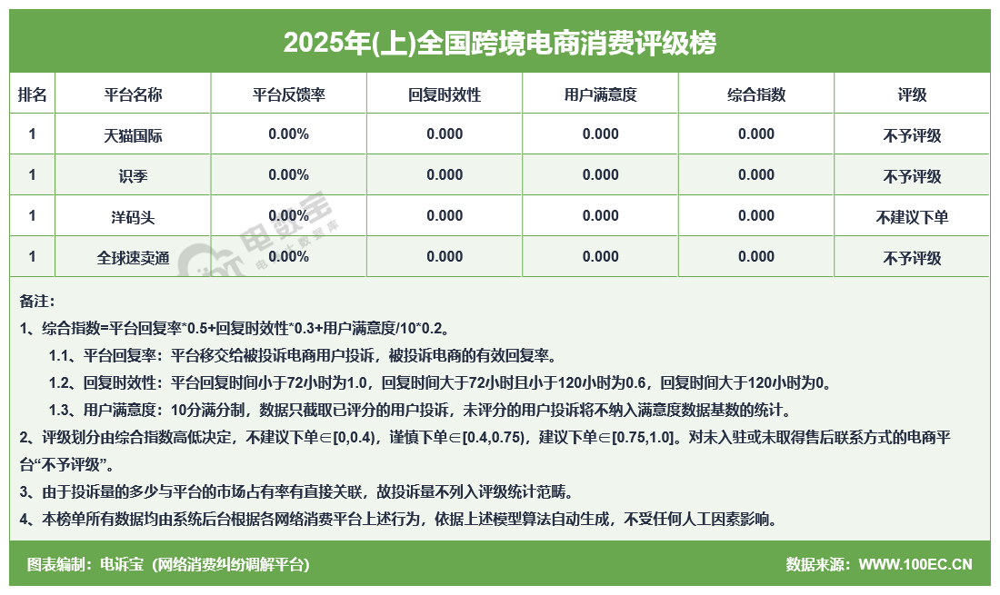 2025年(上)全国跨境电商消费评级榜
排名 平台名称 平台反馈率 回复时效性 用户满意度 综合指数 评级
1 天猫国际 0.00% 0.000 0.000 0.000 不予评级
1 识季 0.00% 0.000 0.000 0.000 不予评级
1 洋码头 0.00% 0.000 0.000 0.000 不建议下单
1 全球速卖通 0.00% 0.000 0.000 0.000 不予评级
电数宝
备注：
1、综合指数=平台回复率*0.5+回复时效性*0.3+用户满意度/10*0.2。
1.1、平台回复率：平台移交给被投诉电商用户投诉，被投诉电商的有效回复率。
1.2、回复时效性：平台回复时间小于72小时为1.0，回复时间大于72小时且小于120小时为0.6，回复时间大于120小时为0。
1.3、用户满意度：10分满分制，数据只截取已评分的用户投诉，未评分的用户投诉将不纳入满意度数据基数的统计。
2、评级划分由综合指数高低决定，不建议下单∈[0,0.4)，谨慎下单∈[0.4,0.75)，建议下单∈[0.75,1.0]。对未入驻或未取得售后联系方式的电商平
台“不予评级”。
3、由于投诉量的多少与平台的市场占有率有直接关联，故投诉量不列入评级统计范畴。
4、本榜单所有数据均由系统后台根据各网络消费平台上述行为，依据上述模型算法自动生成，不受任何人工因素影响。
图表编制：电诉宝（网络消费纠纷调解平台） 数据来源：WWW.100EC.CN